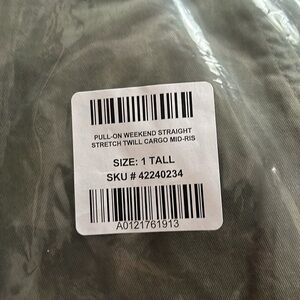 PULL-ON WEEKEND STRAIGHT
STRETCH TWILL CARGO MID-RIS
SIZE: 1 TALL
SKU # 42240234
A0121761913